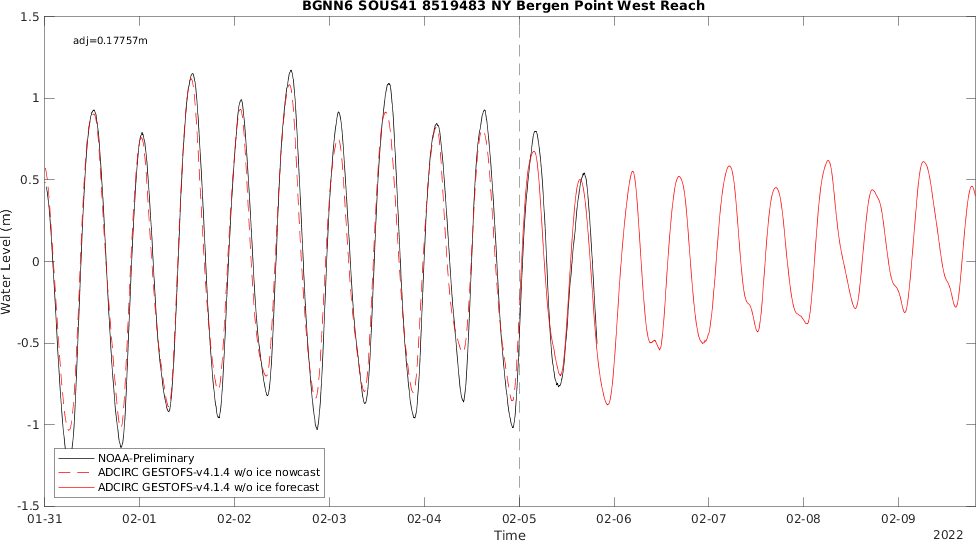 BGNN6 SOUS41 8519483 NY Bergen Point West Reach
adj=0.17757m
1.5
1
0.5
0
-0.5
-1
-1.5
Water Level (m)
NOAA-Preliminary
ADCIRC GESTOFS-v4.1.4 w/o ice nowcast
ADCIRC GESTOFS-v4.1.4 w/o ice forecast
01-31 02-01 02-02 02-03 02-04 02-05 02-06 02-07 02-08 02-09
Time
2022